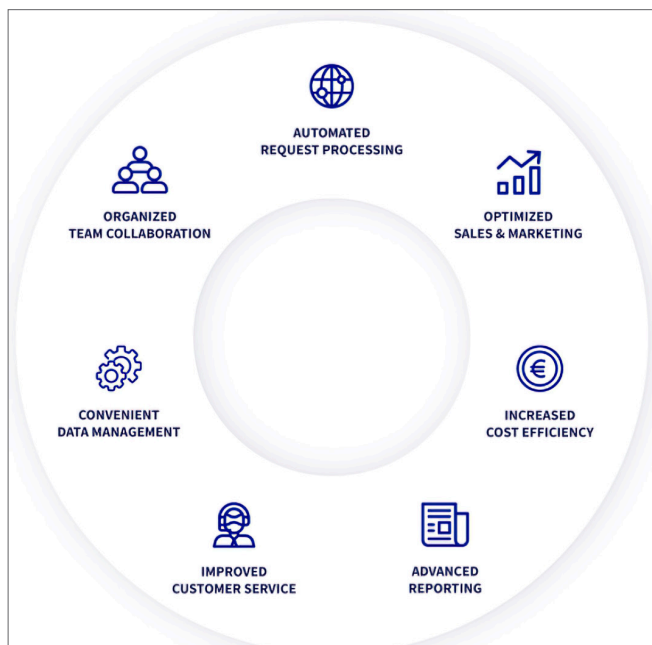 AUTOMATED
REQUEST PROCESSING
OPTIMIZED
SALES & MARKETING
INCREASED
COST EFFICIENCY
ADVANCED
REPORTING
IMPROVED
CUSTOMER SERVICE
CONVENIENT
DATA MANAGEMENT
ORGANIZED
TEAM COLLABORATION